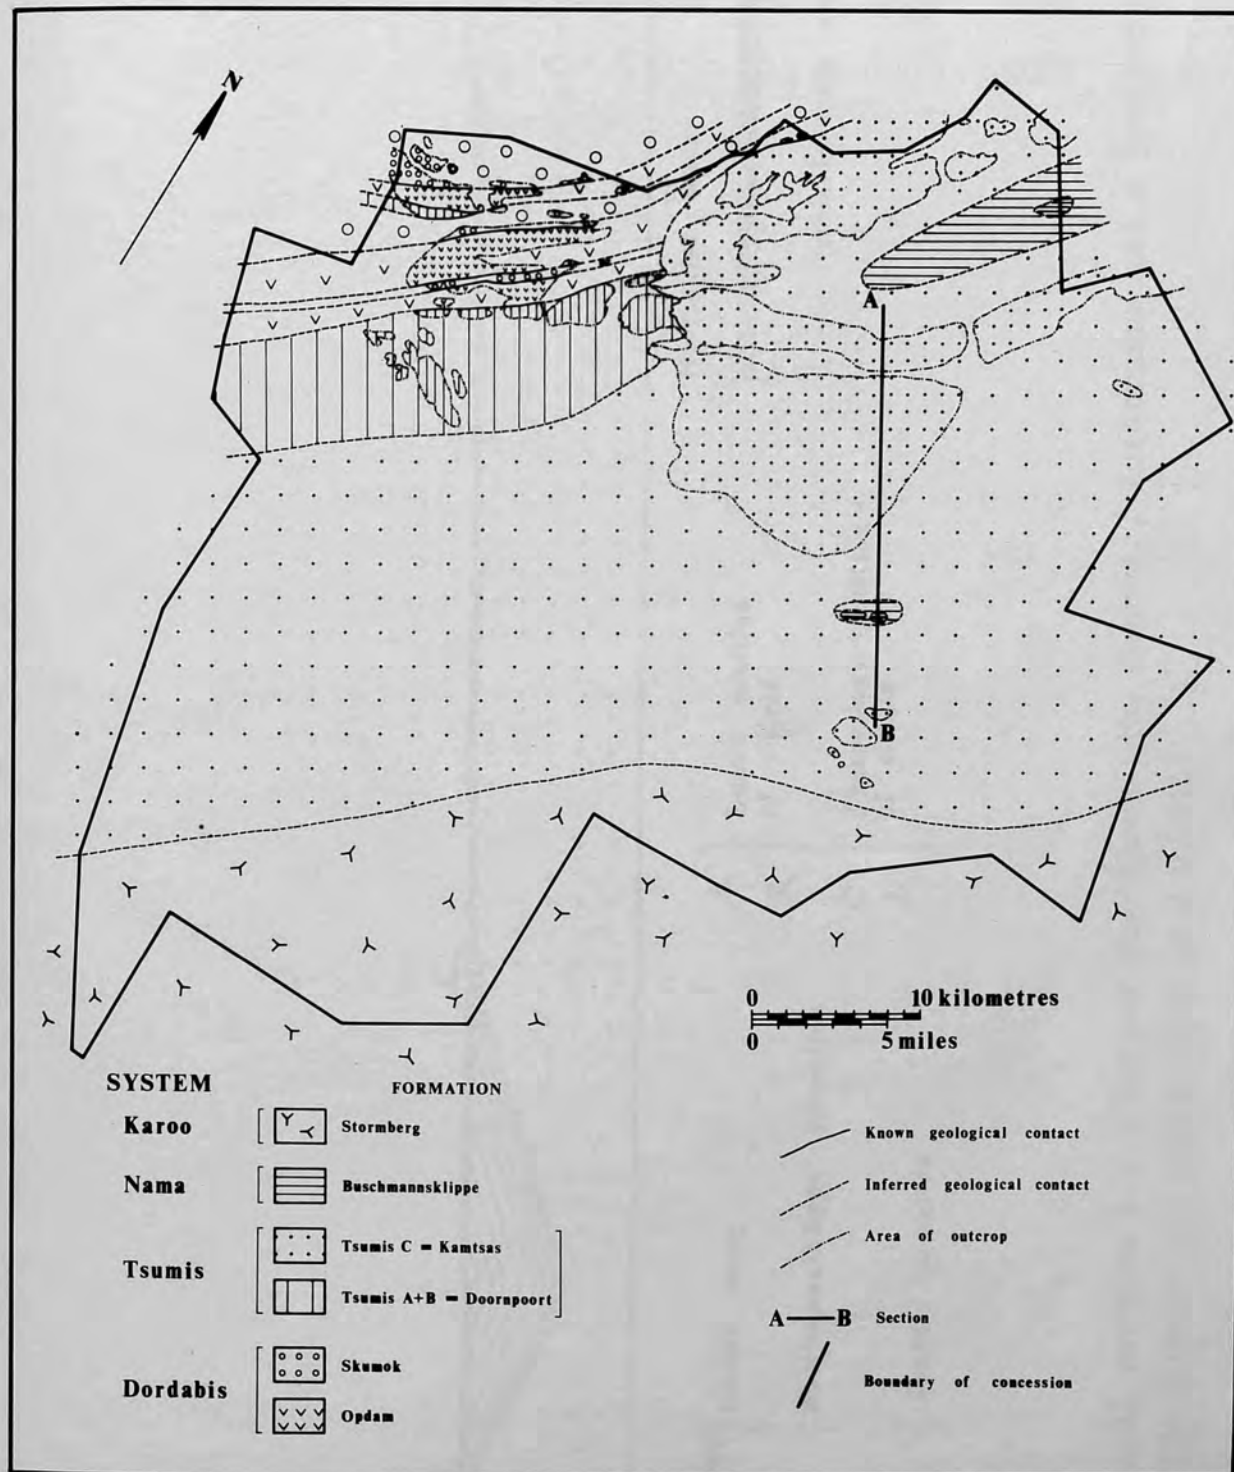 N
A
B
0 10 kilometres
0 5 miles
SYSTEM FORMATION
Karoo Stormberg
Nama Buschmannsklippe
Tsumis Tsumis C = Kamtsas
Tsumis A+B = Doornpoort
Dordabis Skumok
Opdam
Known geological contact
Inferred geological contact
Area of outcrop
A B Section
Boundary of concession